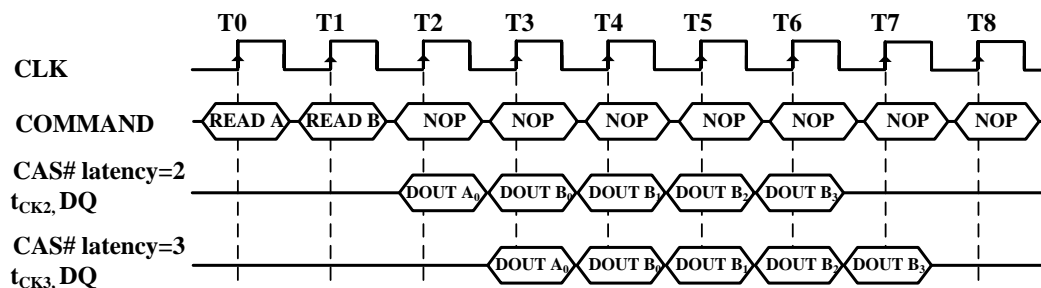 T0 T1 T2 T3 T4 T5 T6 T7 T8
CLK
COMMAND READ A READ B NOP NOP NOP NOP NOP NOP NOP
CAS# latency=2
t_CK2, DQ DOUT A₀ DOUT B₀ DOUT B₁ DOUT B₂ DOUT B₃
CAS# latency=3
t_CK3, DQ DOUT A₀ DOUT B₀ DOUT B₁ DOUT B₂ DOUT B₃